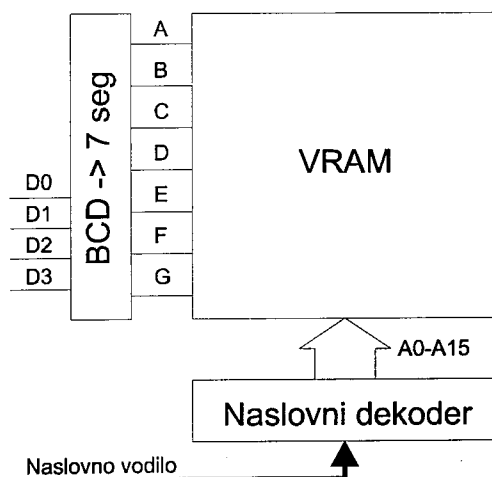 A
B
C
D
E
F
G
D0
D1
D2
D3
BCD -> 7 seg
VRAM
A0-A15
Naslovni dekoder
Naslovno vodilo